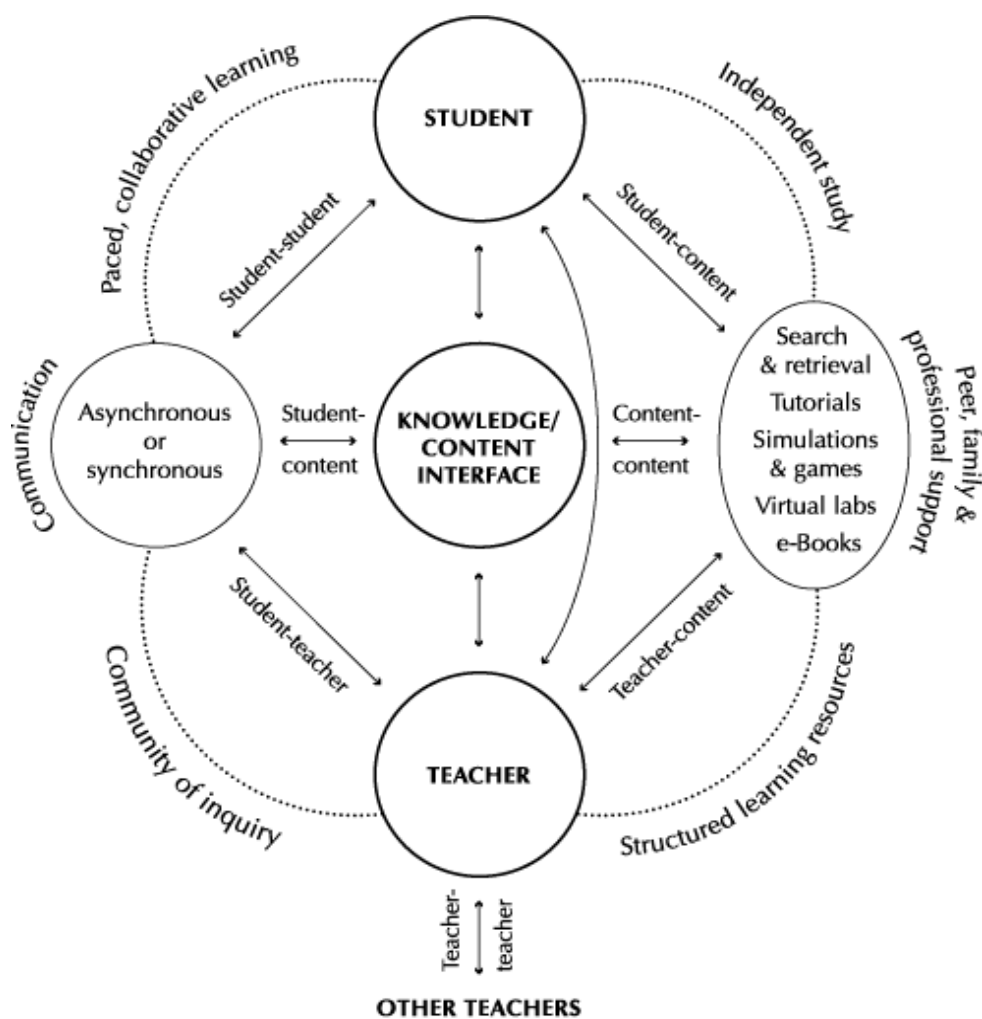 Paced, collaborative learning
STUDENT
Independent study
Student-student
Student-content
Communication
Asynchronous
or
synchronous
Student-
content
KNOWLEDGE/
CONTENT
INTERFACE
Content-
content
Search
& retrieval
Tutorials
Simulations
& games
Virtual labs
e-Books
Peer, family &
professional support
Student-teacher
Teacher-content
Community of inquiry
TEACHER
Structured learning resources
Teacher-
teacher
OTHER TEACHERS